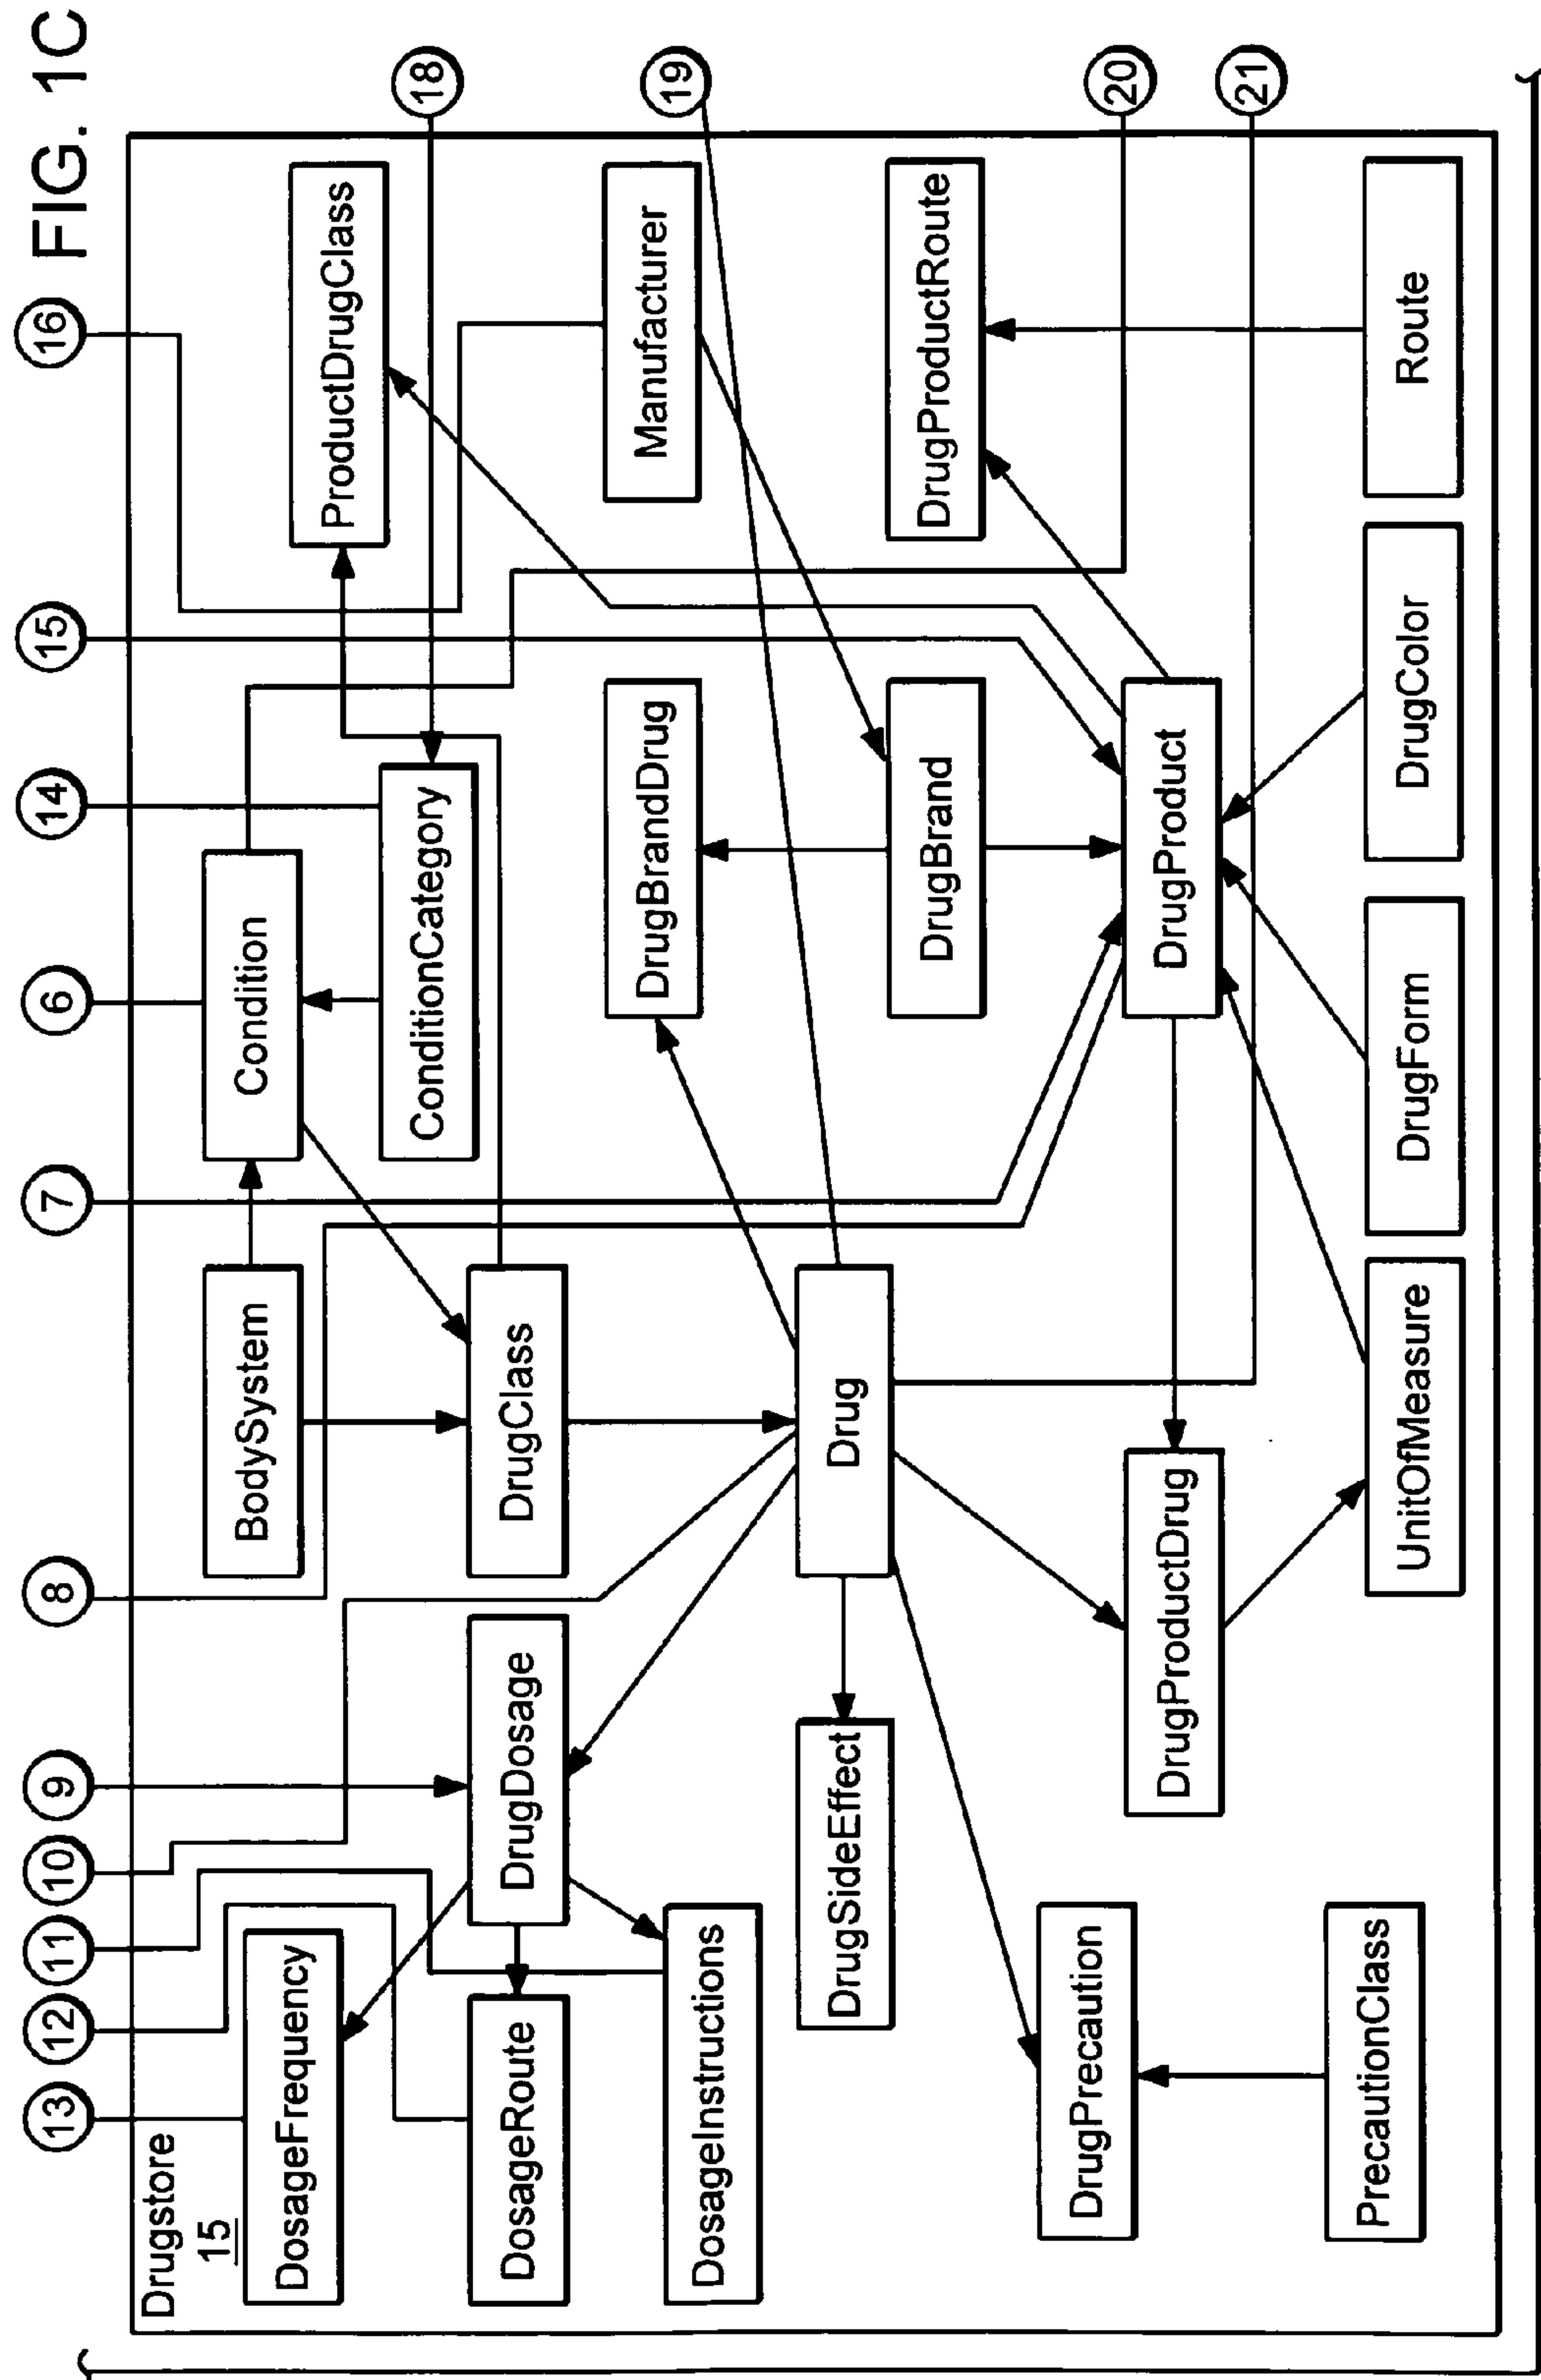 FIG. 1C
13
12
11
10
9
8
7
6
14
15
16
Drugstore
15
DosageFrequency
BodySystem
Condition
ProductDrugClass
ConditionCategory
18
DosageRoute
DrugDosage
DrugClass
DosageInstructions
DrugBrandDrug
Manufacturer
19
DrugSideEffect
Drug
DrugBrand
DrugProductRoute
DrugPrecaution
20
DrugProductDrug
DrugProduct
21
PrecautionClass
UnitOfMeasure
DrugForm
DrugColor
Route